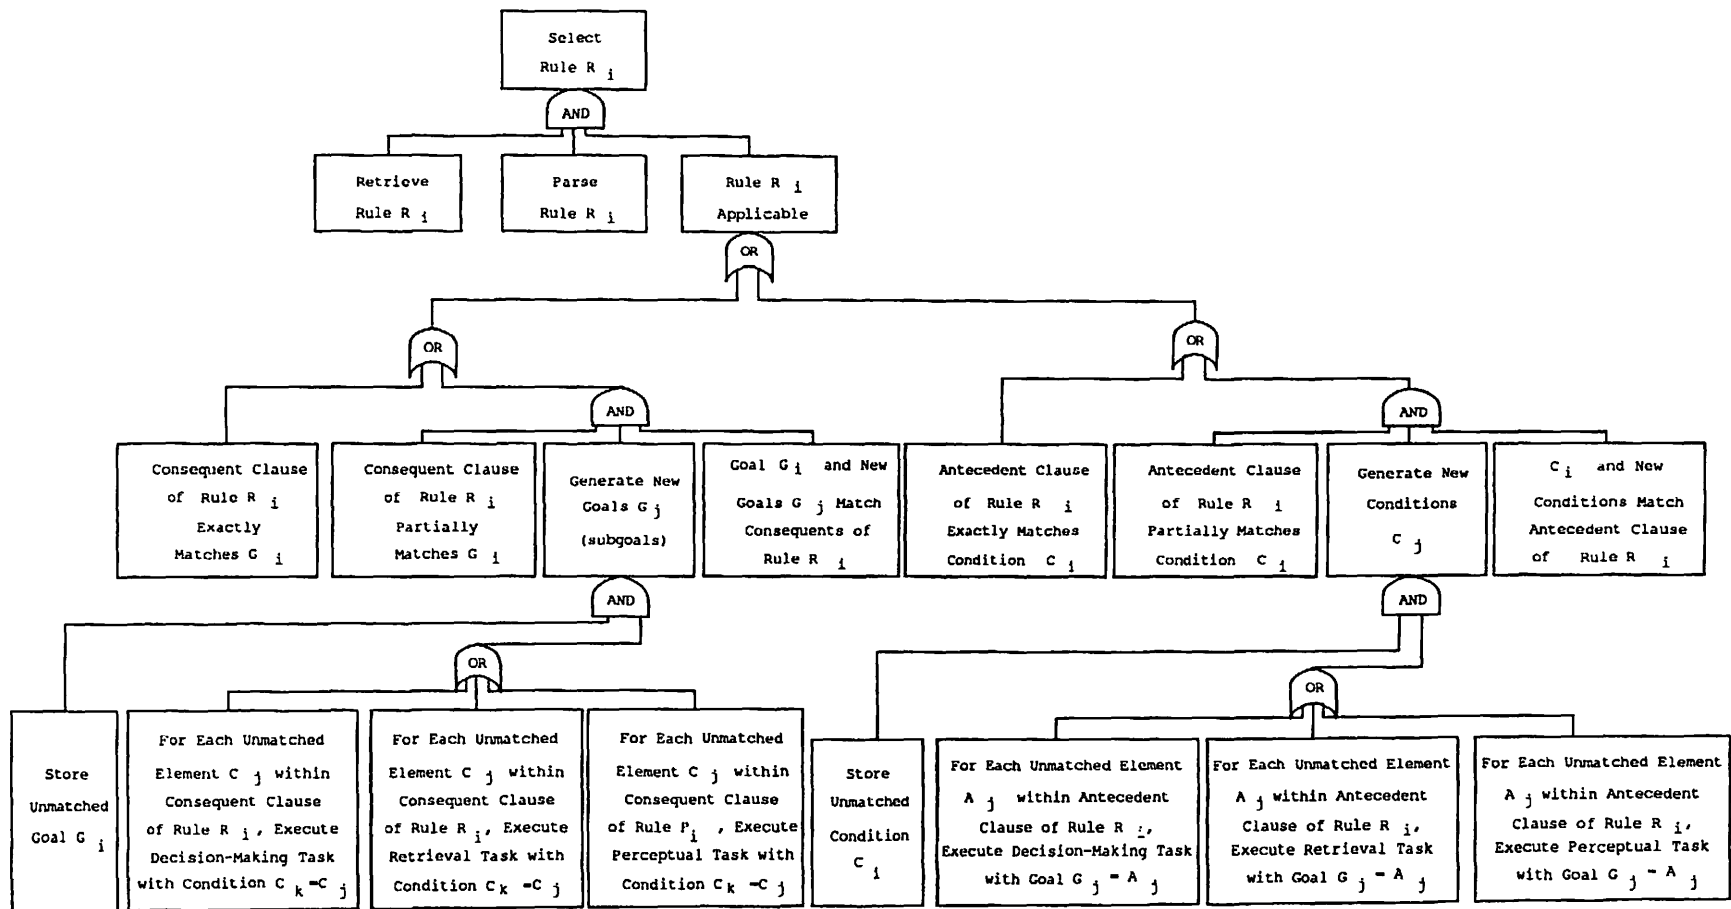 Select
Rule R i
AND
Retrieve
Rule R i
Parse
Rule R i
Rule R i
Applicable
OR
OR
OR
AND
AND
Consequent Clause
of Rule R i
Exactly
Matches G i
Consequent Clause
of Rule R i
Partially
Matches G i
Generate New
Goals G j
(subgoals)
Goal G i and New
Goals G j Match
Consequents of
Rule R i
Antecedent Clause
of Rule R i
Exactly Matches
Condition C i
Antecedent Clause
of Rule R i
Partially Matches
Condition C i
Generate New
Conditions
C j
C i and New
Conditions Match
Antecedent Clause
of Rule R i
AND
AND
OR
OR
Store
Unmatched
Goal G i
For Each Unmatched
Element C j within
Consequent Clause
of Rule R i, Execute
Decision-Making Task
with Condition C k =C j
For Each Unmatched
Element C j within
Consequent Clause
of Rule R i, Execute
Retrieval Task with
Condition C k =C j
For Each Unmatched
Element C j within
Consequent Clause
of Rule P i, Execute
Perceptual Task with
Condition C k =C j
Store
Unmatched
Condition
C i
For Each Unmatched Element
A j within Antecedent
Clause of Rule R i,
Execute Decision-Making Task
with Goal G j = A j
For Each Unmatched Element
A j within Antecedent
Clause of Rule R i,
Execute Retrieval Task
with Goal G j = A j
For Each Unmatched Element
A j within Antecedent
Clause of Rule R i,
Execute Perceptual Task
with Goal G j = A j